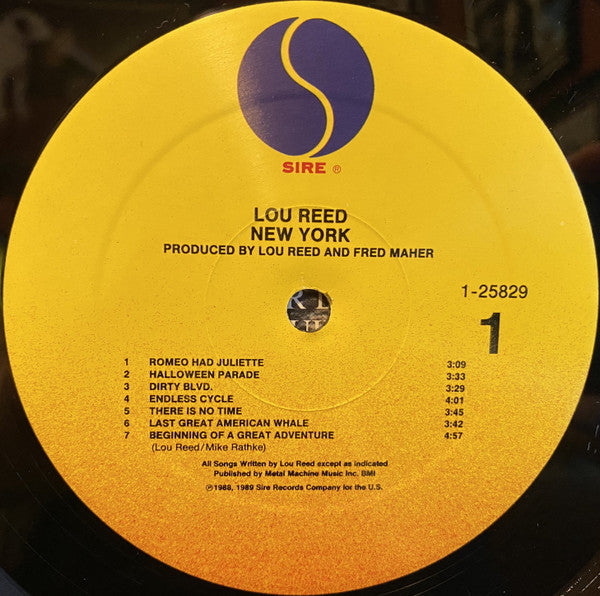 SIRE ®
LOU REED
NEW YORK
PRODUCED BY LOU REED AND FRED MAHER
1-25829
1
1 ROMEO HAD JULIETTE 3:09
2 HALLOWEEN PARADE 3:33
3 DIRTY BLVD. 3:29
4 ENDLESS CYCLE 4:01
5 THERE IS NO TIME 3:45
6 LAST GREAT AMERICAN WHALE 3:42
7 BEGINNING OF A GREAT ADVENTURE 4:57
(Lou Reed/Mike Rathke)
All Songs Written by Lou Reed except as indicated
Published by Metal Machine Music Inc. BMI
℗1988, 1989 Sire Records Company for the U.S.